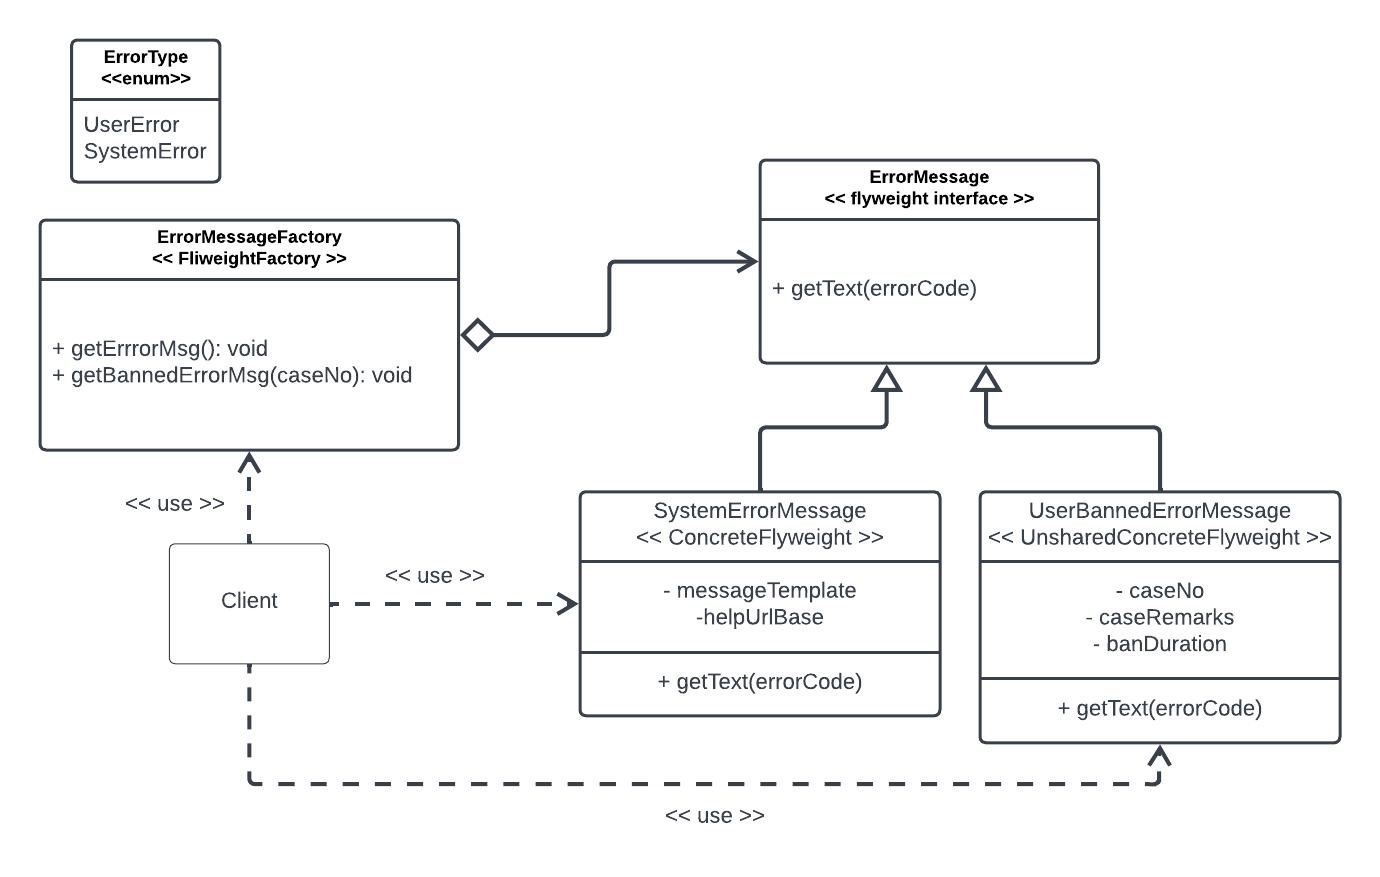 ErrorType
<<enum>>
UserError
SystemError
ErrorMessage
<< flyweight interface >>
+ getText(errorCode)
ErrorMessageFactory
<< FliweightFactory >>
+ getErrrorMsg(): void
+ getBannedErrorMsg(caseNo): void
<< use >>
Client
<< use >>
SystemErrorMessage
<< ConcreteFlyweight >>
- messageTemplate
-helpUrlBase
+ getText(errorCode)
UserBannedErrorMessage
<< UnsharedConcreteFlyweight >>
- caseNo
- caseRemarks
- banDuration
+ getText(errorCode)
<< use >>